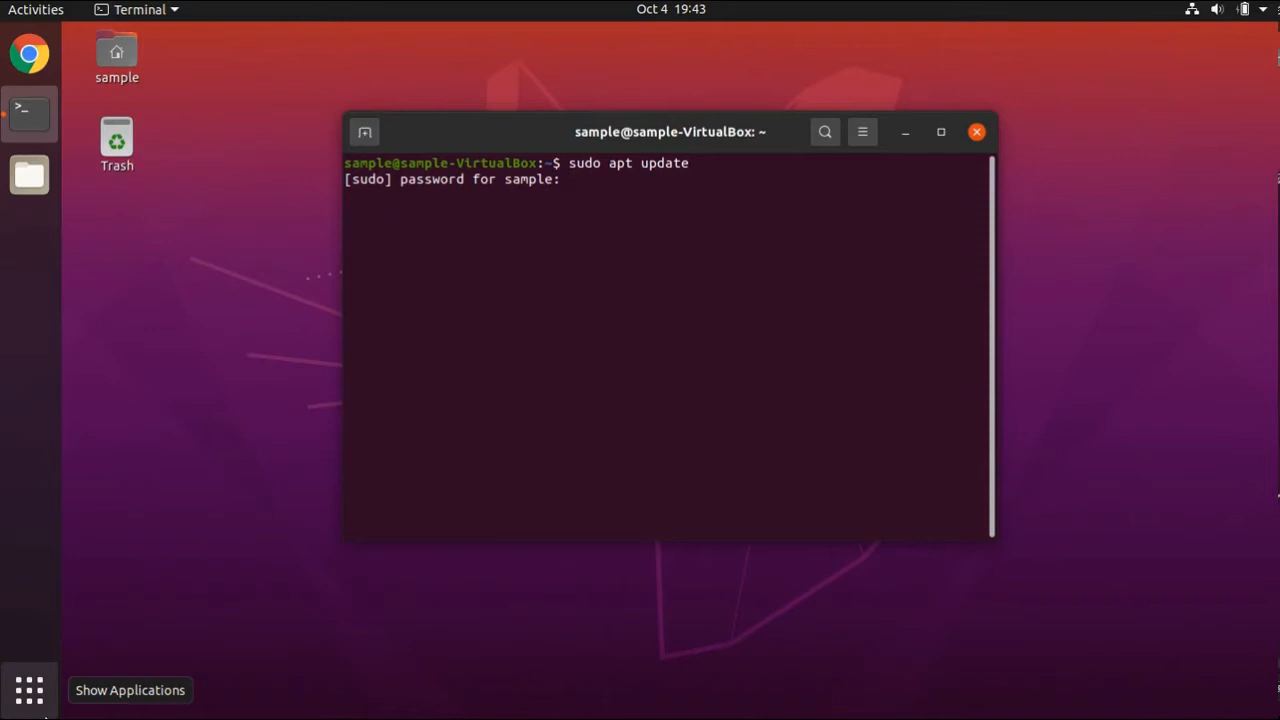 Activities
Terminal
Oct 4 19:43
sample
Trash
sample@sample-VirtualBox: ~
sample@sample-VirtualBox:~$ sudo apt update
[sudo] password for sample:
Show Applications